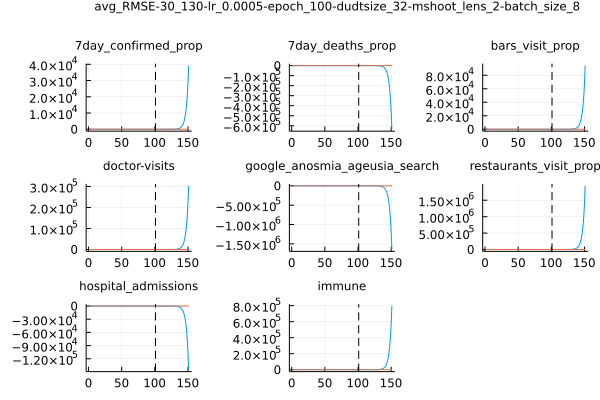 avg_RMSE-30_130-lr_0.0005-epoch_100-dudtsize_32-mshoot_lens_2-batch_size_8
7day_confirmed_prop 7day_deaths_prop bars_visit_prop
4.0×10⁴ 0 8.0×10⁴
3.0×10⁴ −1.0×10⁵ 6.0×10⁴
2.0×10⁴ −2.0×10⁵ 4.0×10⁴
1.0×10⁴ −3.0×10⁵ 2.0×10⁴
0 −4.0×10⁵ 0
−5.0×10⁵
−6.0×10⁵
0 50 100 150 0 50 100 150 0 50 100 150
doctor-visits google_anosmia_ageusia_search restaurants_visit_prop
3.0×10⁵ 0 1.50×10⁶
2.0×10⁵ −5.00×10⁵ 1.00×10⁶
1.0×10⁵ −1.00×10⁶ 5.00×10⁵
0 −1.50×10⁶ 0
0 50 100 150 0 50 100 150 0 50 100 150
hospital_admissions immune
0 8.0×10⁵
−3.00×10⁴ 6.0×10⁵
−6.00×10⁴ 4.0×10⁵
−9.00×10⁴ 2.0×10⁵
−1.20×10⁵ 0
0 50 100 150 0 50 100 150